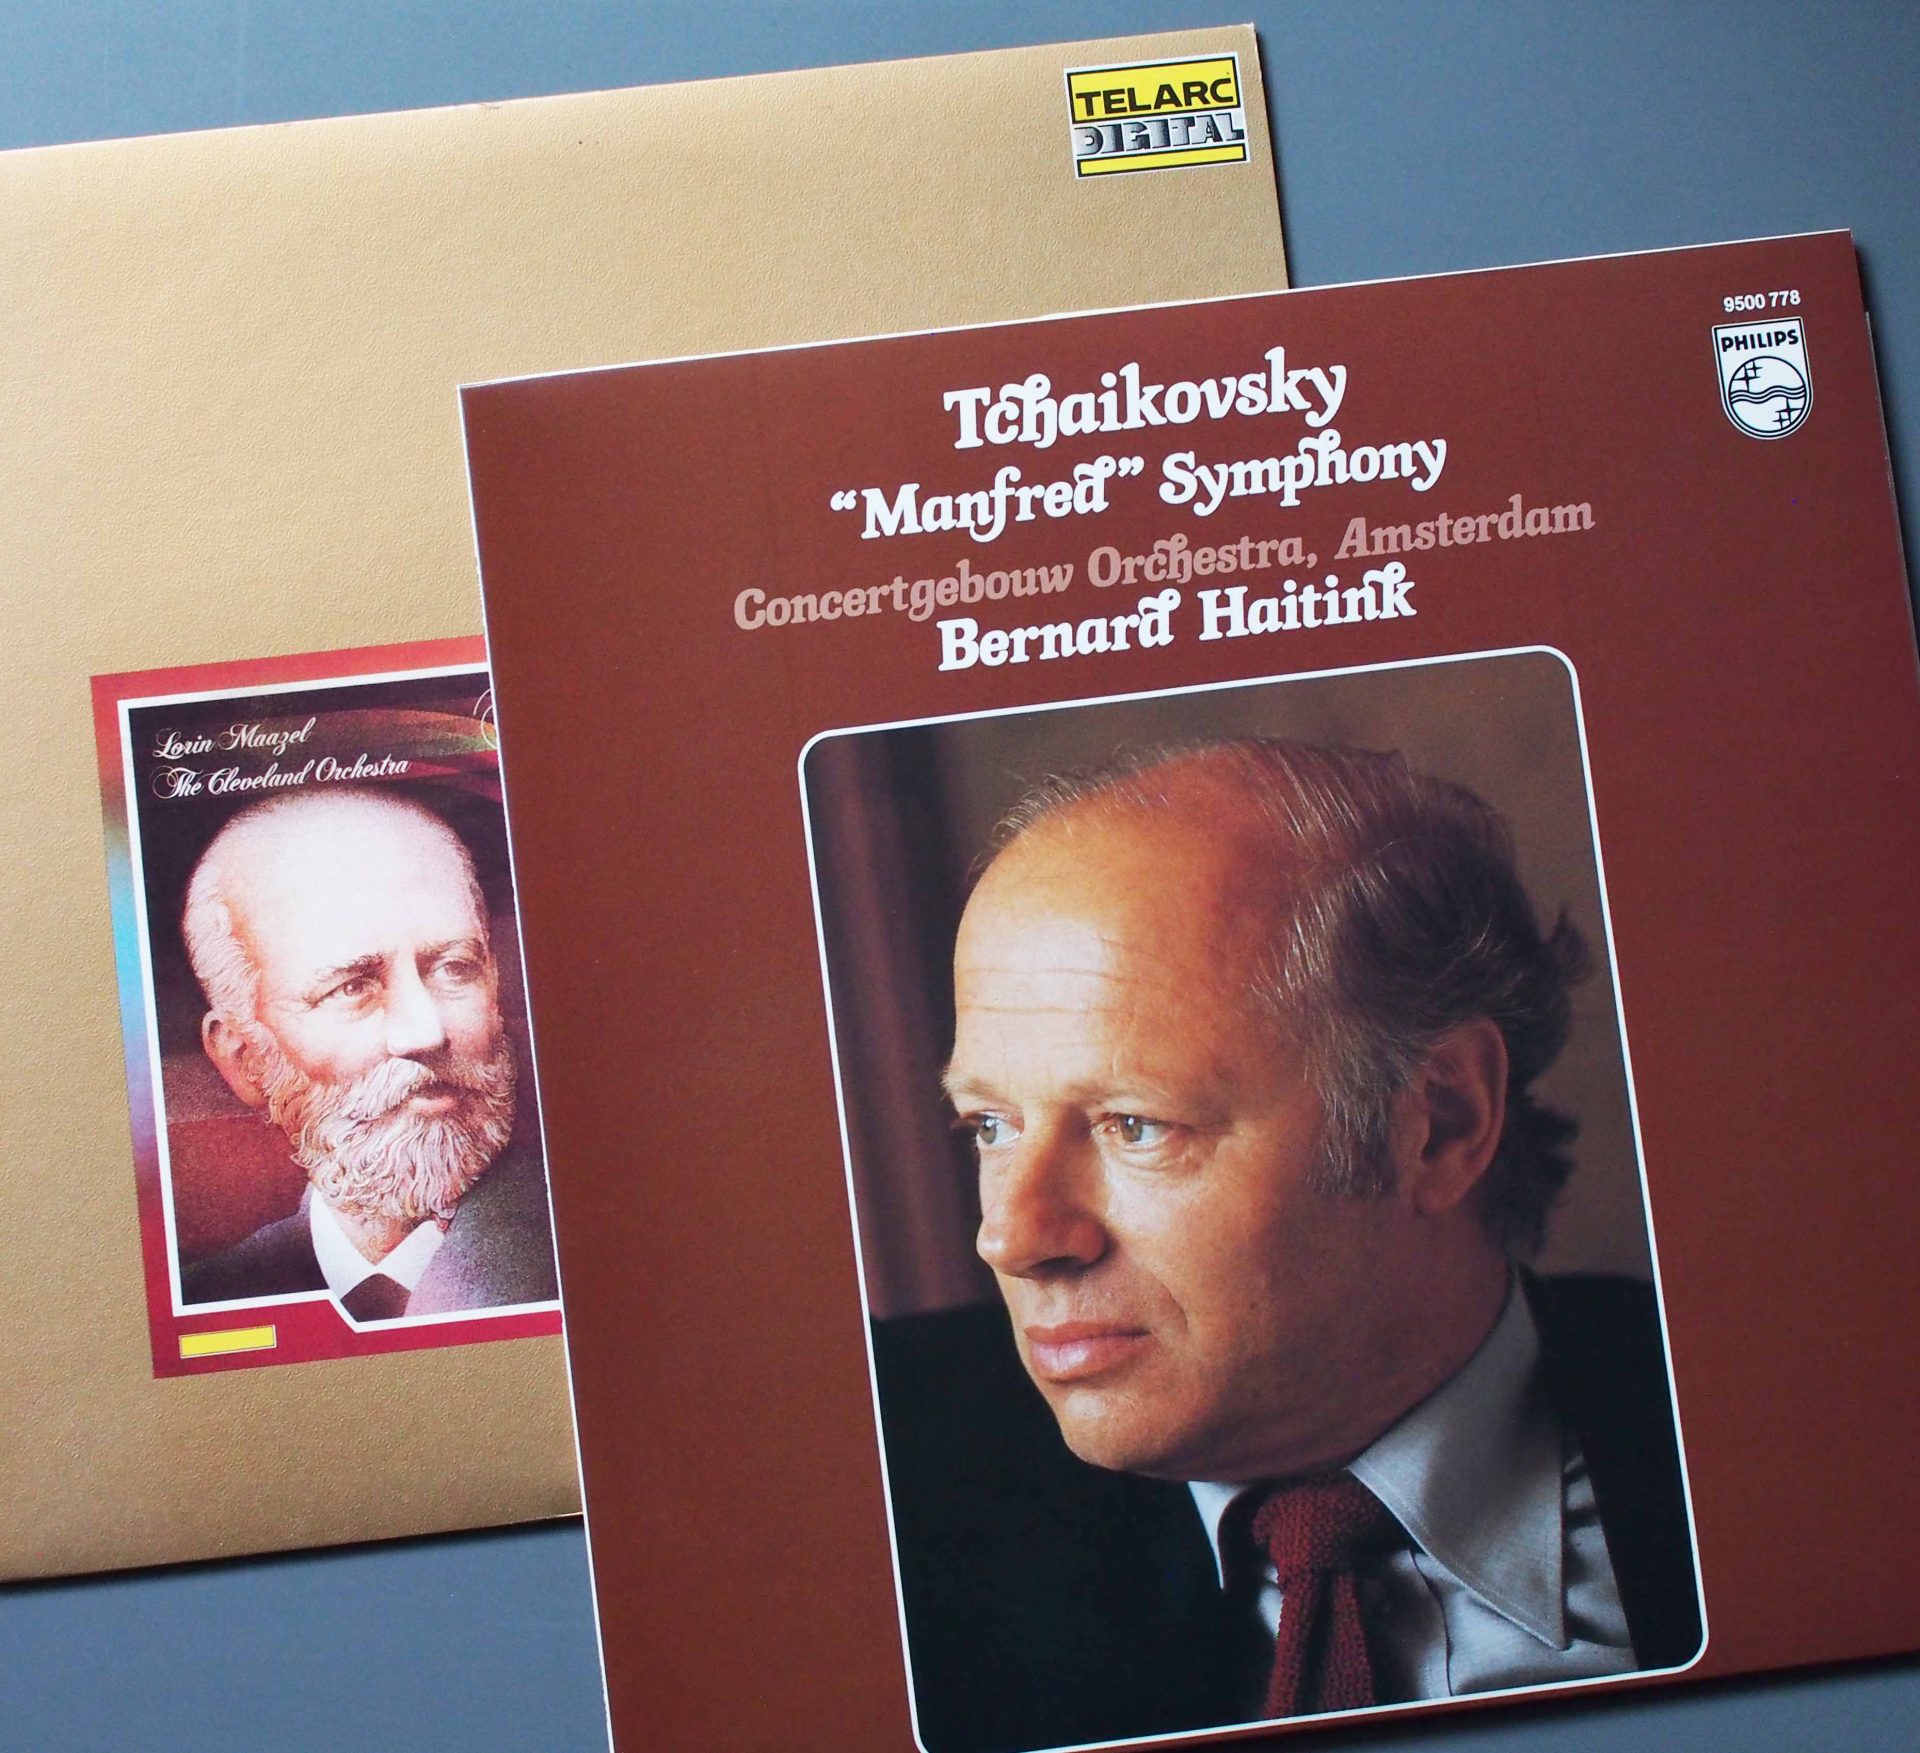 TELARC
DIGITAL
Lorin Maazel
The Cleveland Orchestra
9500 778
PHILIPS
Tchaikovsky
“Manfred” Symphony
Concertgebouw Orchestra, Amsterdam
Bernard Haitink